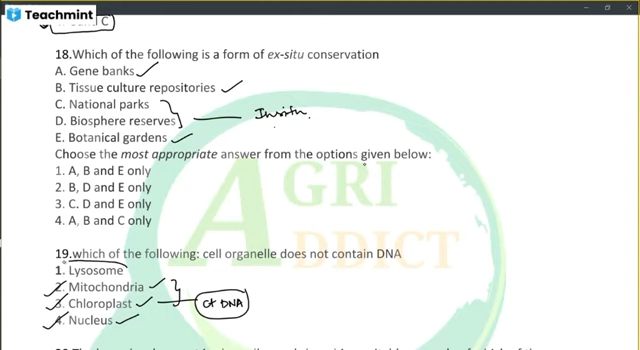 Teachmint
C
18.Which of the following is a form of ex-situ conservation
A. Gene banks
B. Tissue culture repositories
C. National parks
D. Biosphere reserves
Insitu.
E. Botanical gardens
Choose the most appropriate answer from the options given below:
1. A, B and E only
2. B, D and E only
3. C. D and E only
4. A, B and C only
AGRI
ADDICT
19.which of the following: cell organelle does not contain DNA
1. Lysosome
2. Mitochondria
3. Chloroplast
ct DNA
4. Nucleus